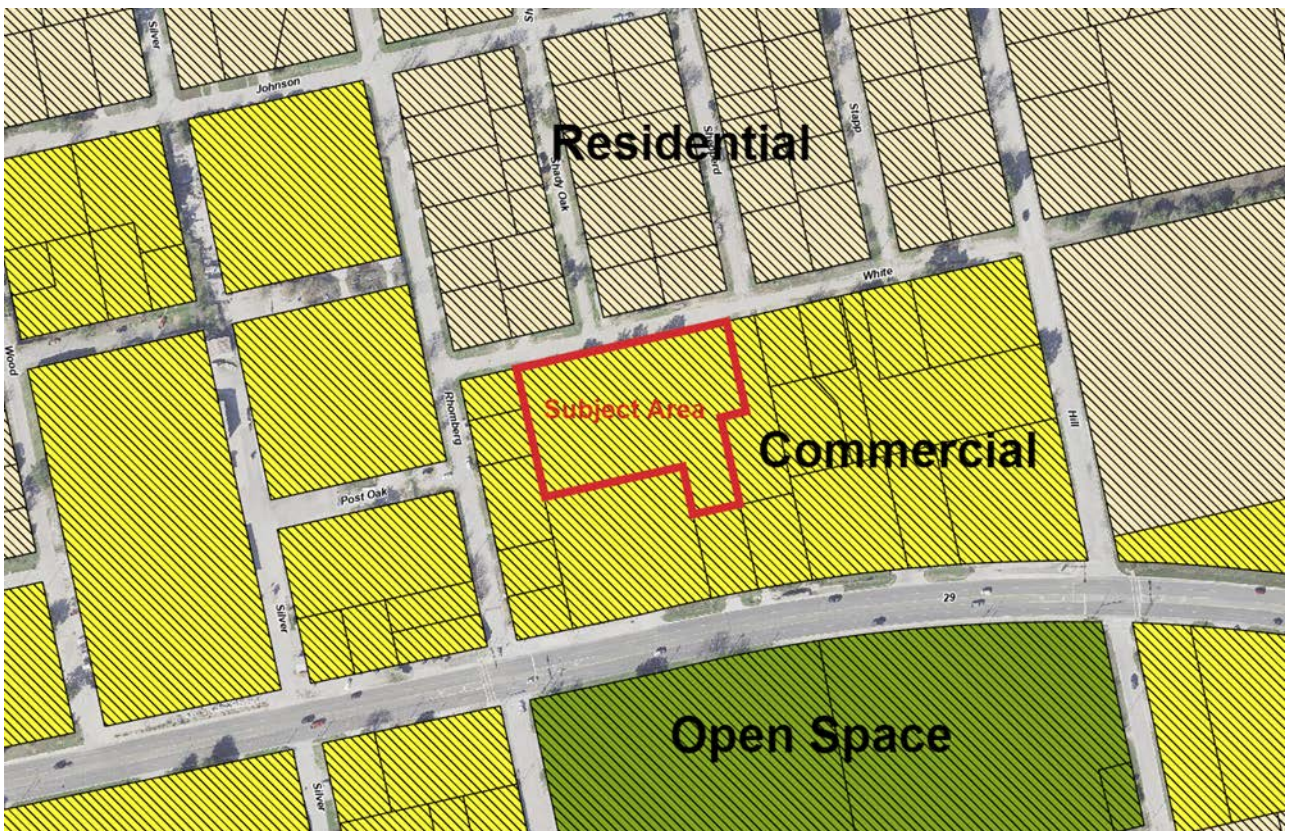 Silver
Johnson
Residential
Shady Oak
Stapp
White
Wood
Rhomberg
Subject Area
Commercial
Hill
Post Oak
Silver
29
Open Space
Silver